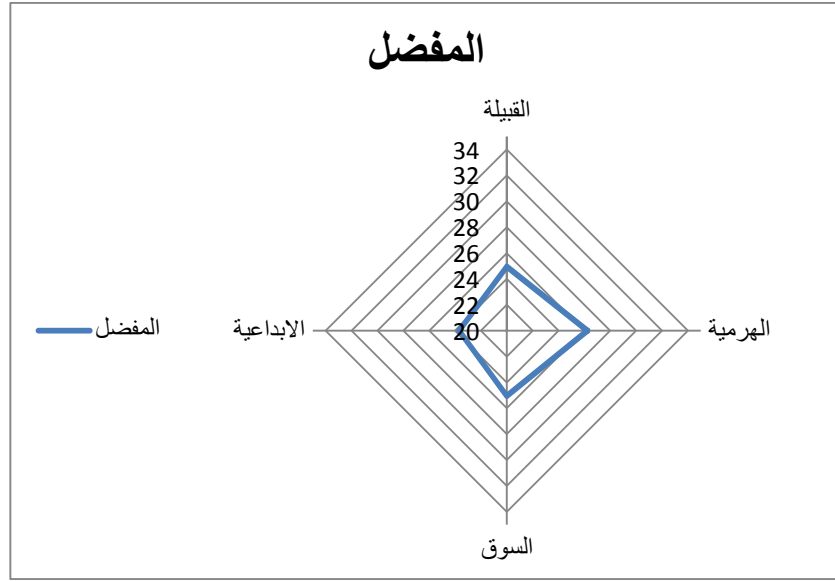 المفضل
القبيلة
34
32
30
28
26
24
22
20
الهرمية
السوق
الابداعية
المفضل